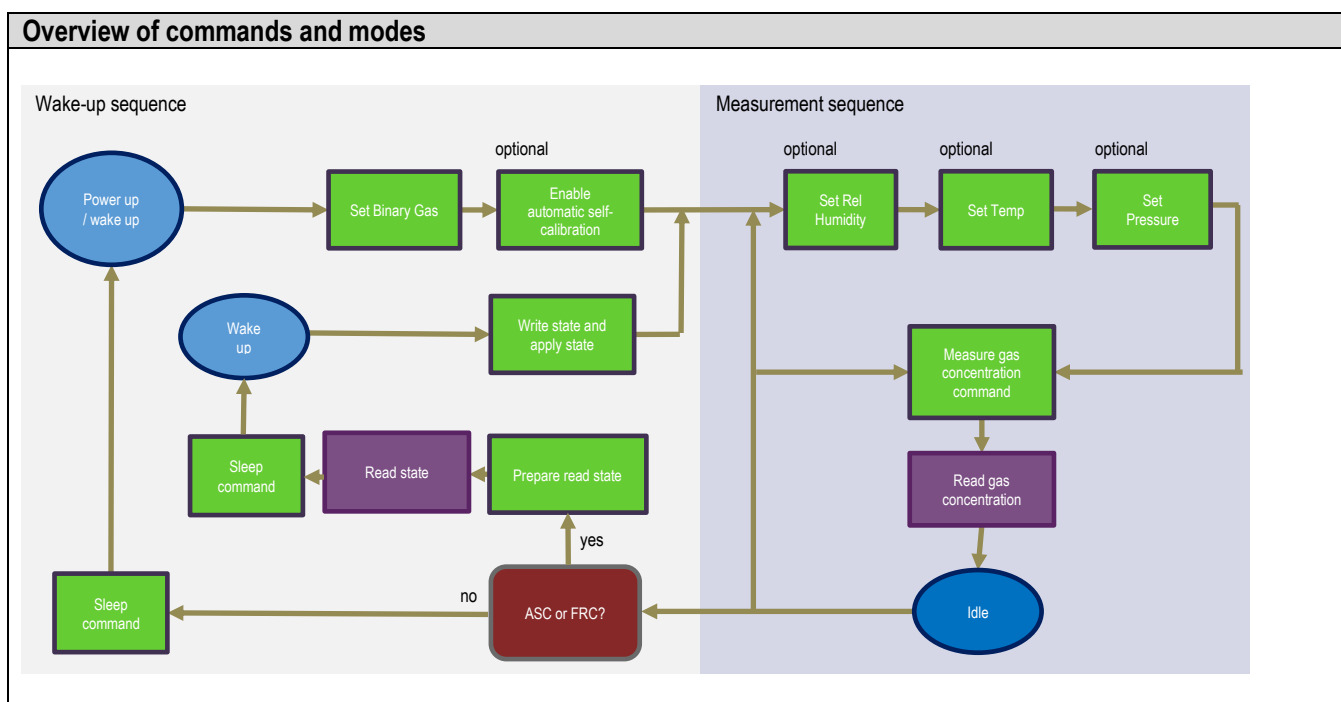 Overview of commands and modes
Wake-up sequence
Measurement sequence
optional
optional
optional
optional
Power up
/ wake up
Set Binary Gas
Enable
automatic self-
calibration
Set Rel
Humidity
Set Temp
Set
Pressure
Wake
up
Write state and
apply state
Measure gas
concentration
command
Sleep
command
Read state
Prepare read state
Read gas
concentration
yes
Sleep
command
no
ASC or FRC?
Idle